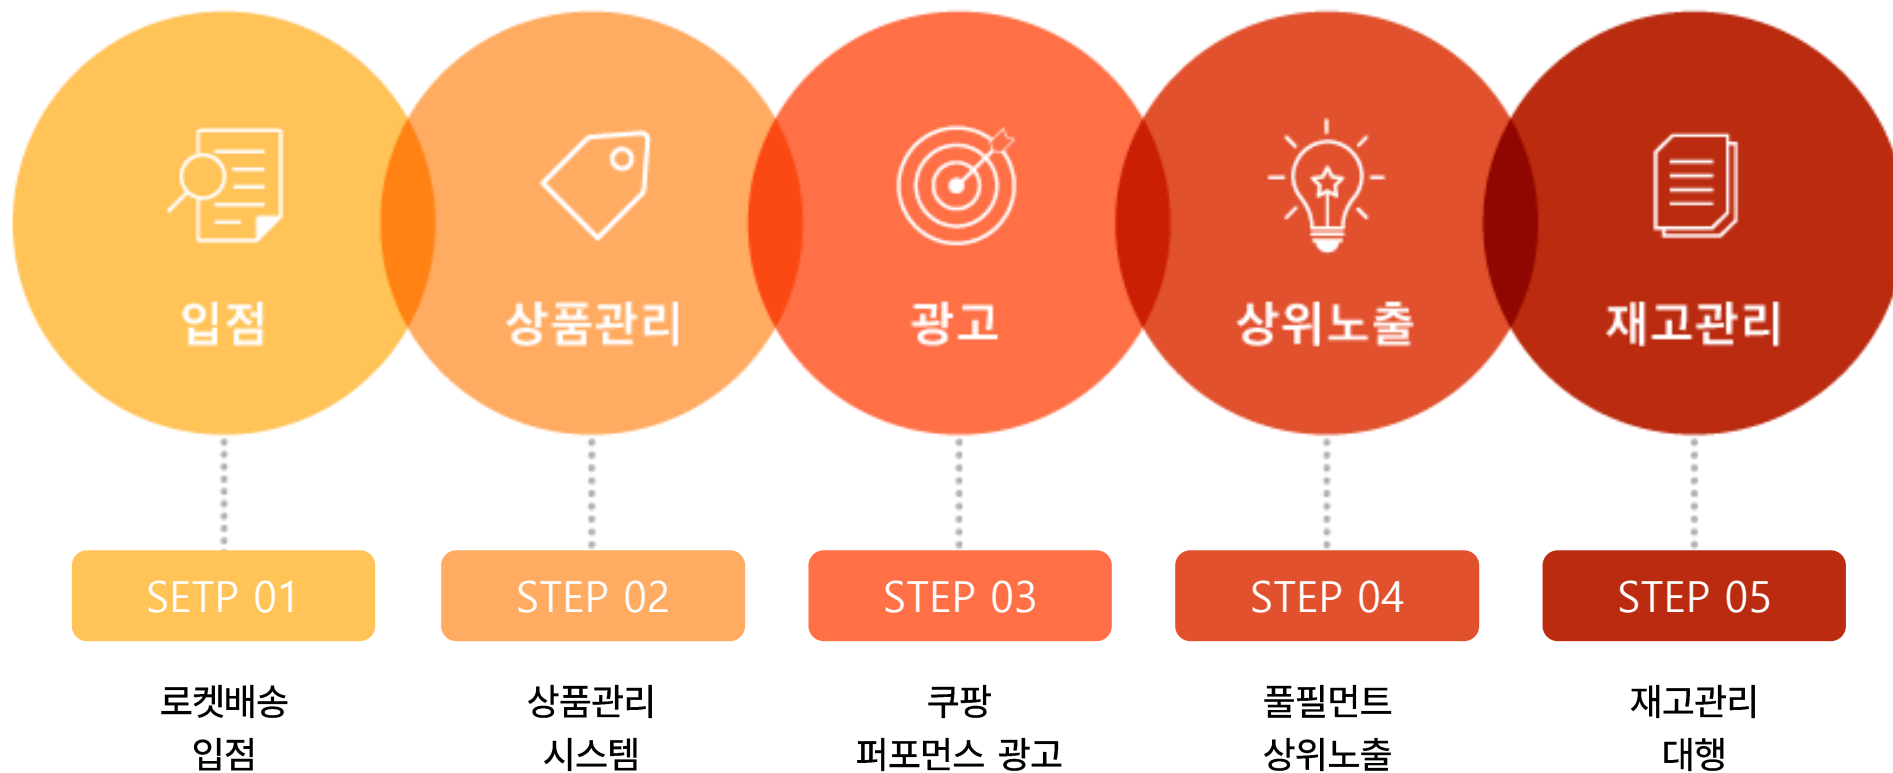 입점
상품관리
광고
상위노출
재고관리
SETP 01
STEP 02
STEP 03
STEP 04
STEP 05
로켓배송
입점
상품관리
시스템
쿠팡
퍼포먼스 광고
풀필먼트
상위노출
재고관리
대행